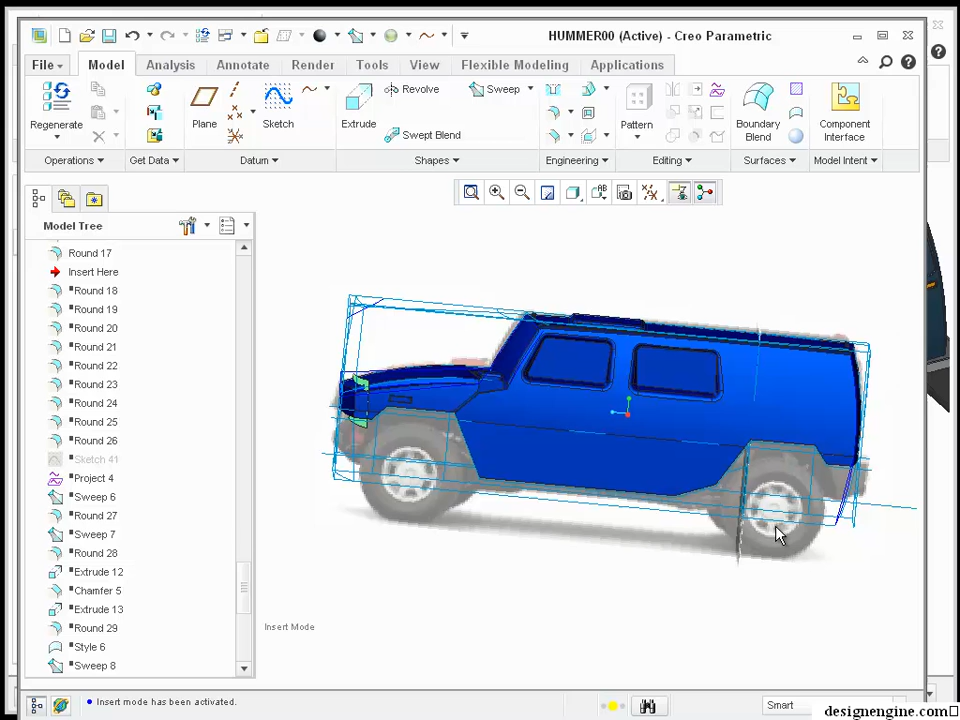 HUMMER00 (Active) - Creo Parametric
File Model Analysis Annotate Render Tools View Flexible Modeling Applications
Regenerate
Plane
Sketch
Extrude
Revolve
Sweep
Swept Blend
Pattern
Boundary
Blend
Component
Interface
Operations Get Data Datum Shapes Engineering Editing Surfaces Model Intent
Model Tree
Round 17
Insert Here
Round 18
Round 19
Round 20
Round 21
Round 22
Round 23
Round 24
Round 25
Round 26
Sketch 41
Project 4
Sweep 6
Round 27
Sweep 7
Round 28
Extrude 12
Chamfer 5
Extrude 13
Round 29
Style 6
Sweep 8
Insert Mode
Insert mode has been activated.
Smart
designengine.com